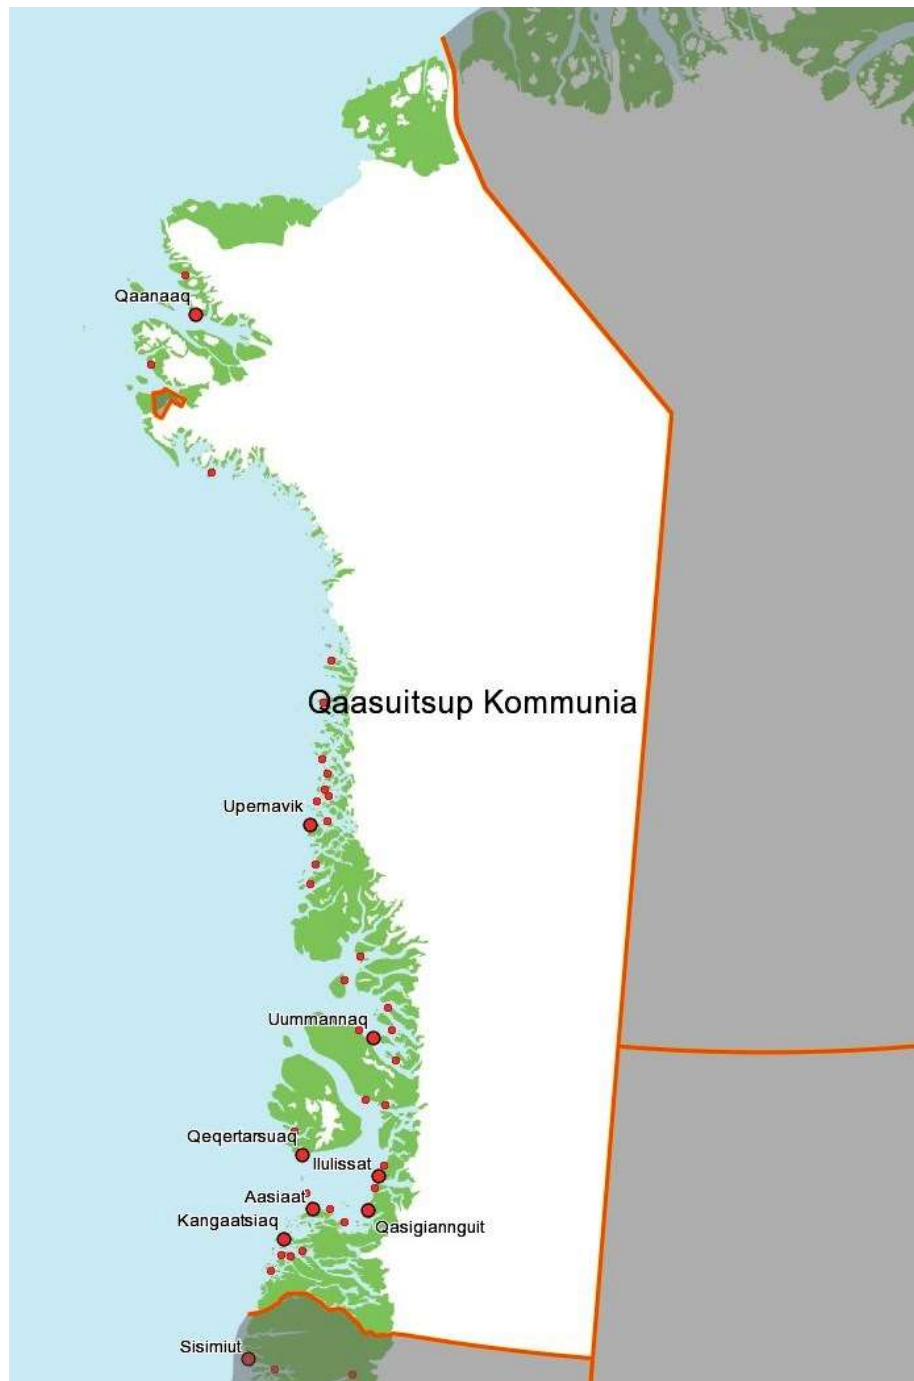 Qaanaaq
Qaasuitsup Kommunia
Upernavik
Uummannaq
Qeqertarsuaq
Ilulissat
Aasiaat
Kangaatsiaq
Qasigiannguit
Sisimiut